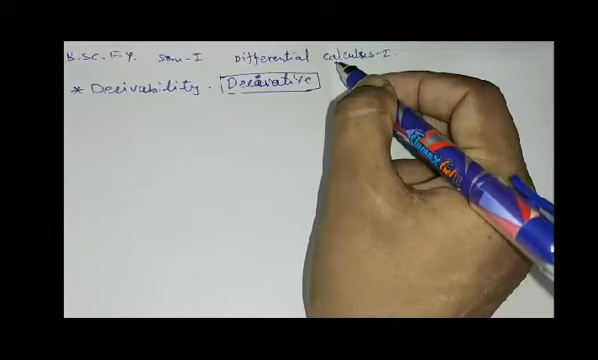 B.SC. F.Y. Sem-I Differential calculus-I.
* Derivability. Derivative